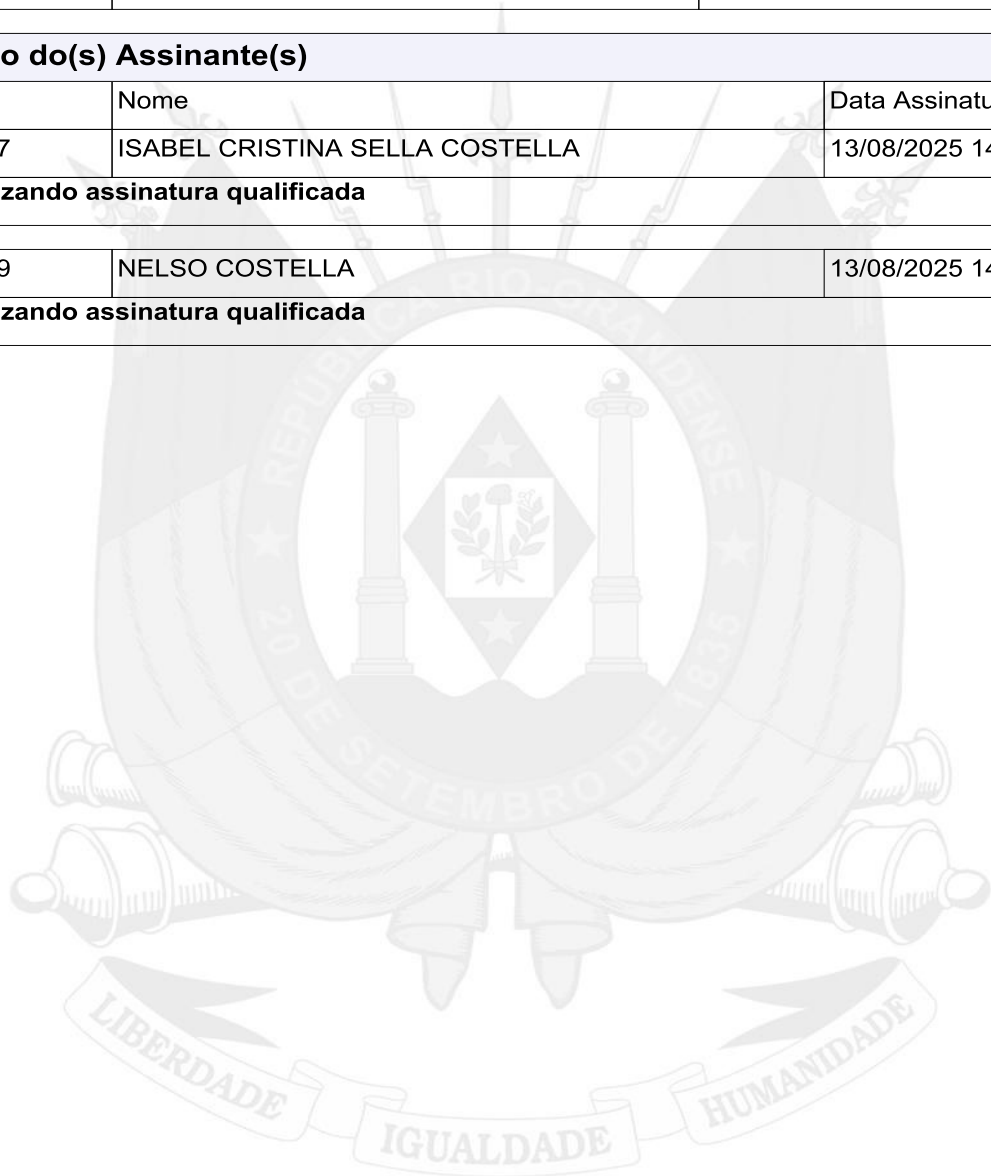 o do(s) Assinante(s)
Nome Data Assinatu
7 ISABEL CRISTINA SELLA COSTELLA 13/08/2025 14
zando assinatura qualificada
9 NELSO COSTELLA 13/08/2025 14
zando assinatura qualificada
REPÚBLICA RIO-GRANDENSE
20 DE SETEMBRO DE 1835
LIBERDADE
IGUALDADE
HUMANIDADE